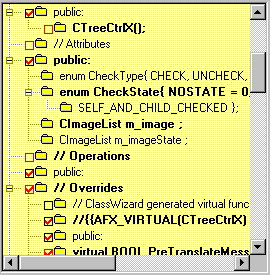 public:
CTreeCtrlX();
// Attributes
public:
enum CheckType{ CHECK, UNCHECK,
enum CheckState{ NOSTATE = 0,
SELF_AND_CHILD_CHECKED };
CImageList m_image ;
CImageList m_imageState ;
// Operations
public:
// Overrides
// ClassWizard generated virtual func
//{{AFX_VIRTUAL(CTreeCtrlX)
public:
virtual BOOL PreTranslateMess